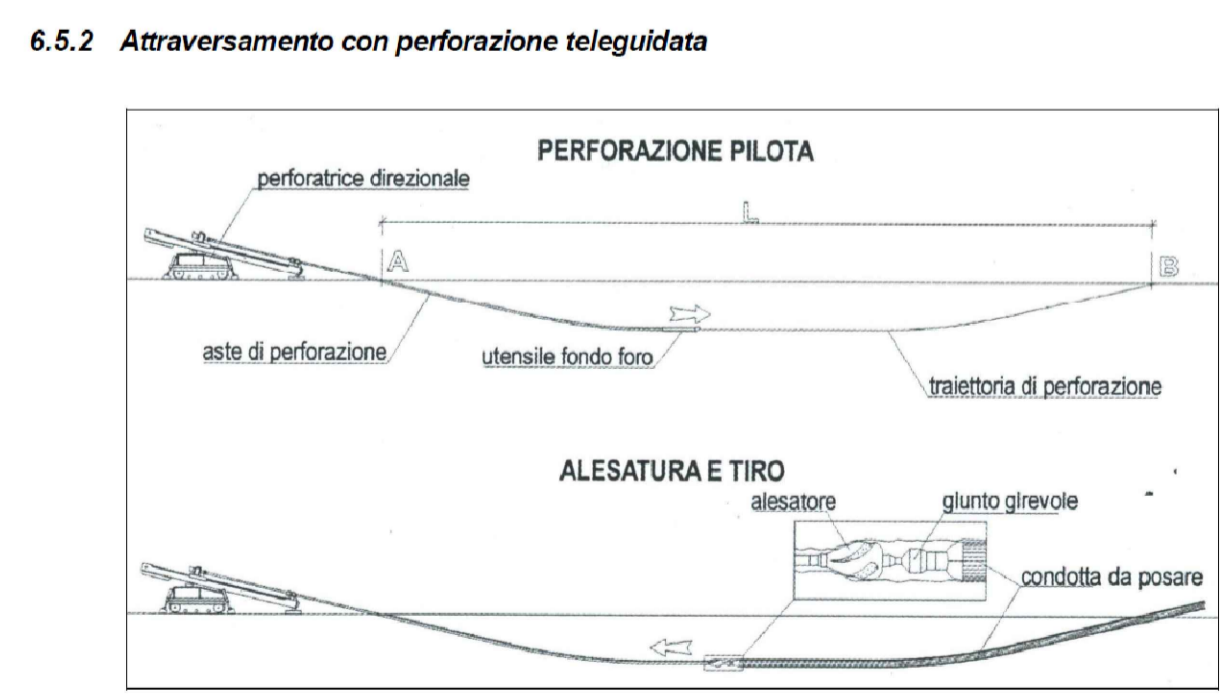 6.5.2 Attraversamento con perforazione teleguidata
PERFORAZIONE PILOTA
perforatrice direzionale
L
A
B
aste di perforazione
utensile fondo foro
traiettoria di perforazione
ALESATURA E TIRO
alesatore
giunto girevole
condotta da posare